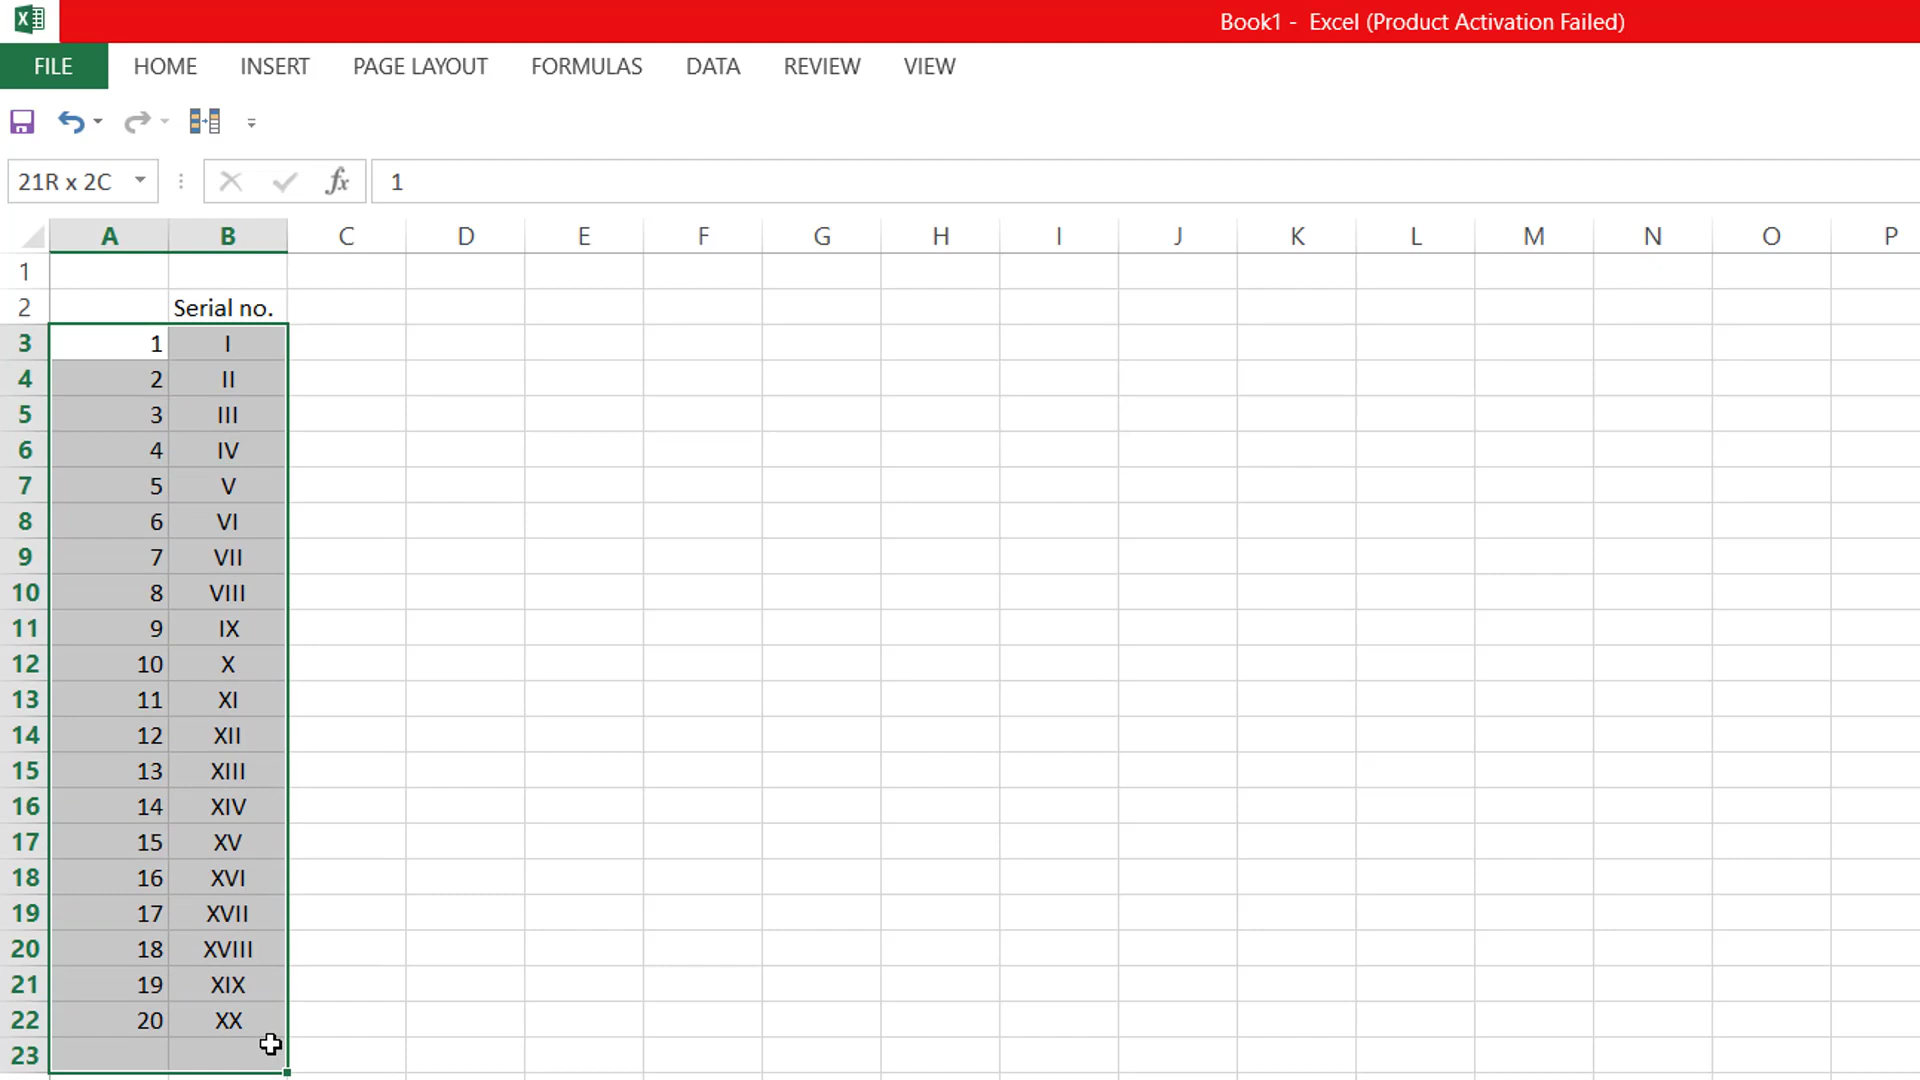 Book1 -  Excel (Product Activation Failed)
FILE HOME INSERT PAGE LAYOUT FORMULAS DATA REVIEW VIEW
21R x 2C fx 1
A B C D E F G H I J K L M N O P
1
2 Serial no.
3 1 I
4 2 II
5 3 III
6 4 IV
7 5 V
8 6 VI
9 7 VII
10 8 VIII
11 9 IX
12 10 X
13 11 XI
14 12 XII
15 13 XIII
16 14 XIV
17 15 XV
18 16 XVI
19 17 XVII
20 18 XVIII
21 19 XIX
22 20 XX
23